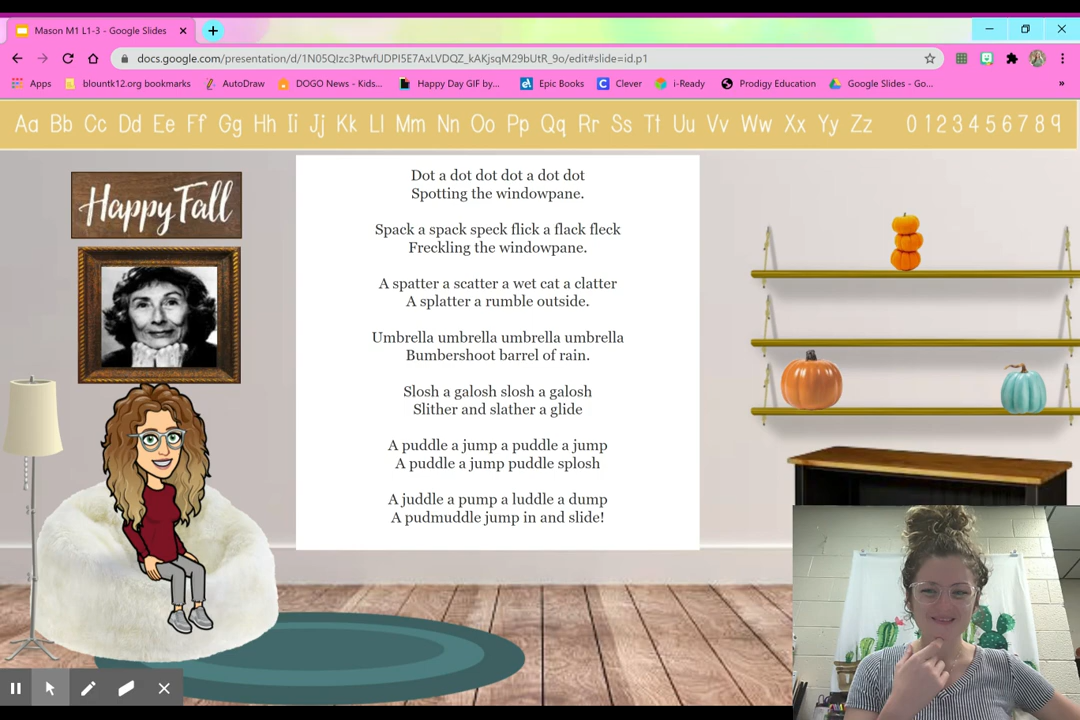 Mason M1 L1-3 - Google Slides
docs.google.com/presentation/d/1N05QIzc3PtwfUDPI5E7AxLVDQZ_kAKjsqM29bUtR_9o/edit#slide=id.p1
Apps blountk12.org bookmarks AutoDraw DOGO News - Kids... Happy Day GIF by... Epic Books Clever i-Ready Prodigy Education Google Slides - Go... »
Aa Bb Cc Dd Ee Ff Gg Hh Ii Jj Kk Ll Mm Nn Oo Pp Qq Rr Ss Tt Uu Vv Ww Xx Yy Zz 0 1 2 3 4 5 6 7 8 9
Happy Fall
Dot a dot dot dot a dot dot
Spotting the windowpane.
Spack a spack speck flick a flack fleck
Freckling the windowpane.
A spatter a scatter a wet cat a clatter
A splatter a rumble outside.
Umbrella umbrella umbrella umbrella
Bumbershoot barrel of rain.
Slosh a galosh slosh a galosh
Slither and slather a glide
A puddle a jump a puddle a jump
A puddle a jump puddle splosh
A juddle a pump a luddle a dump
A pudmuddle jump in and slide!